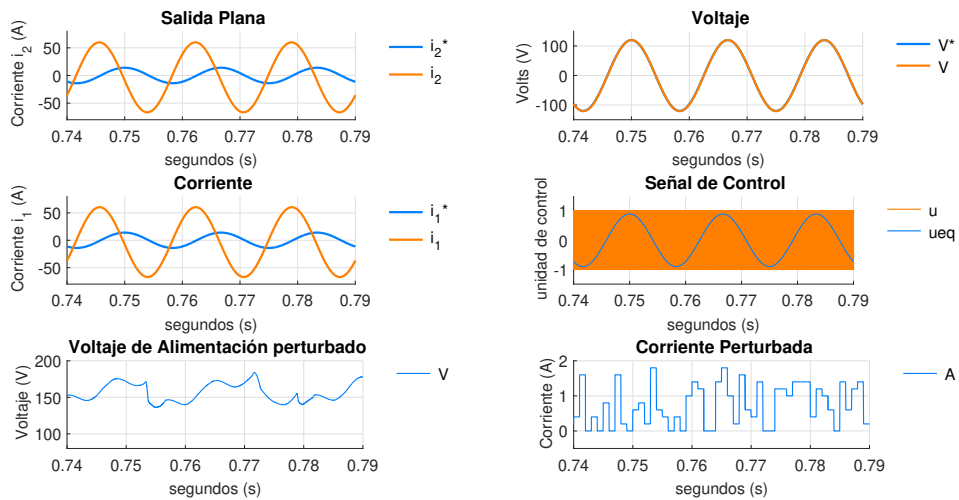 Salida Plana
Corriente i_2 (A)
50
0
-50
0.74 0.75 0.76 0.77 0.78 0.79
segundos (s)
i_2*
i_2
Voltaje
Volts (V)
100
0
-100
0.74 0.75 0.76 0.77 0.78 0.79
segundos (s)
V*
V
Corriente
Corriente i_1 (A)
50
0
-50
0.74 0.75 0.76 0.77 0.78 0.79
segundos (s)
i_1*
i_1
Señal de Control
unidad de control
1
0
-1
0.74 0.75 0.76 0.77 0.78 0.79
segundos (s)
u
ueq
Voltaje de Alimentación perturbado
Voltaje (V)
200
150
100
0.74 0.75 0.76 0.77 0.78 0.79
segundos (s)
V
Corriente Perturbada
Corriente (A)
2
1
0
0.74 0.75 0.76 0.77 0.78 0.79
segundos (s)
A